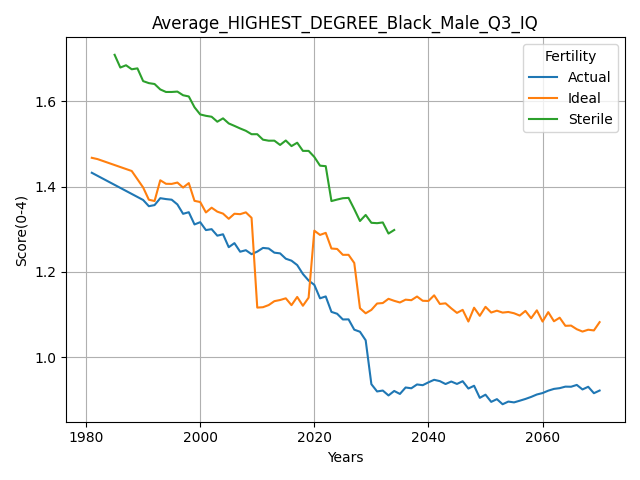 Average_HIGHEST_DEGREE_Black_Male_Q3_IQ
Fertility
Actual
Ideal
Sterile
Score(0-4)
1.6
1.4
1.2
1.0
1980
2000
2020
2040
2060
Years